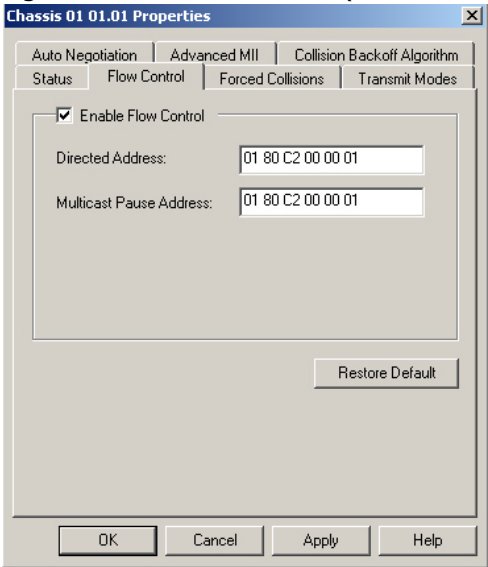 Chassis 01 01.01 Properties
Auto Negotiation Advanced MII Collision Backoff Algorithm
Status Flow Control Forced Collisions Transmit Modes
Enable Flow Control
Directed Address: 01 80 C2 00 00 01
Multicast Pause Address: 01 80 C2 00 00 01
Restore Default
OK Cancel Apply Help